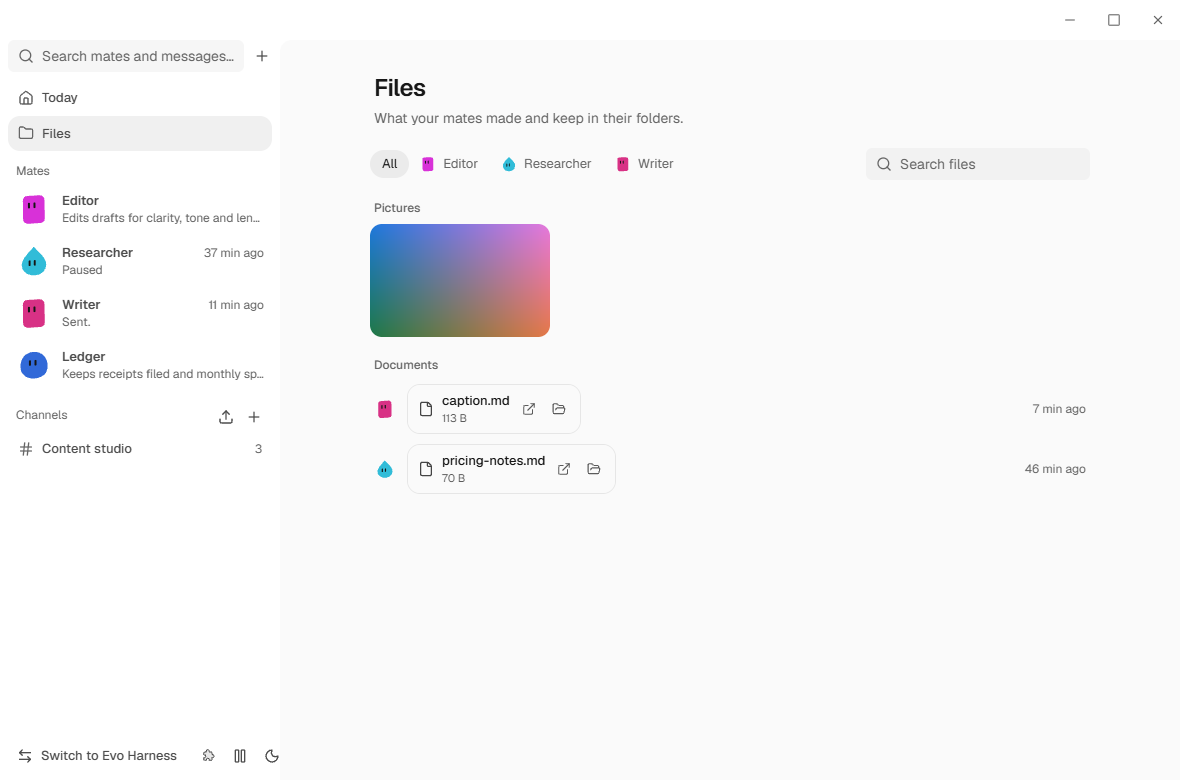 Search mates and messages…
Today
Files
Mates
Editor
Edits drafts for clarity, tone and len…
Researcher
37 min ago
Paused
Writer
11 min ago
Sent.
Ledger
Keeps receipts filed and monthly sp…
Channels
Content studio
3
Switch to Evo Harness
Files
What your mates made and keep in their folders.
All
Editor
Researcher
Writer
Search files
Pictures
Documents
caption.md
113 B
7 min ago
pricing-notes.md
70 B
46 min ago